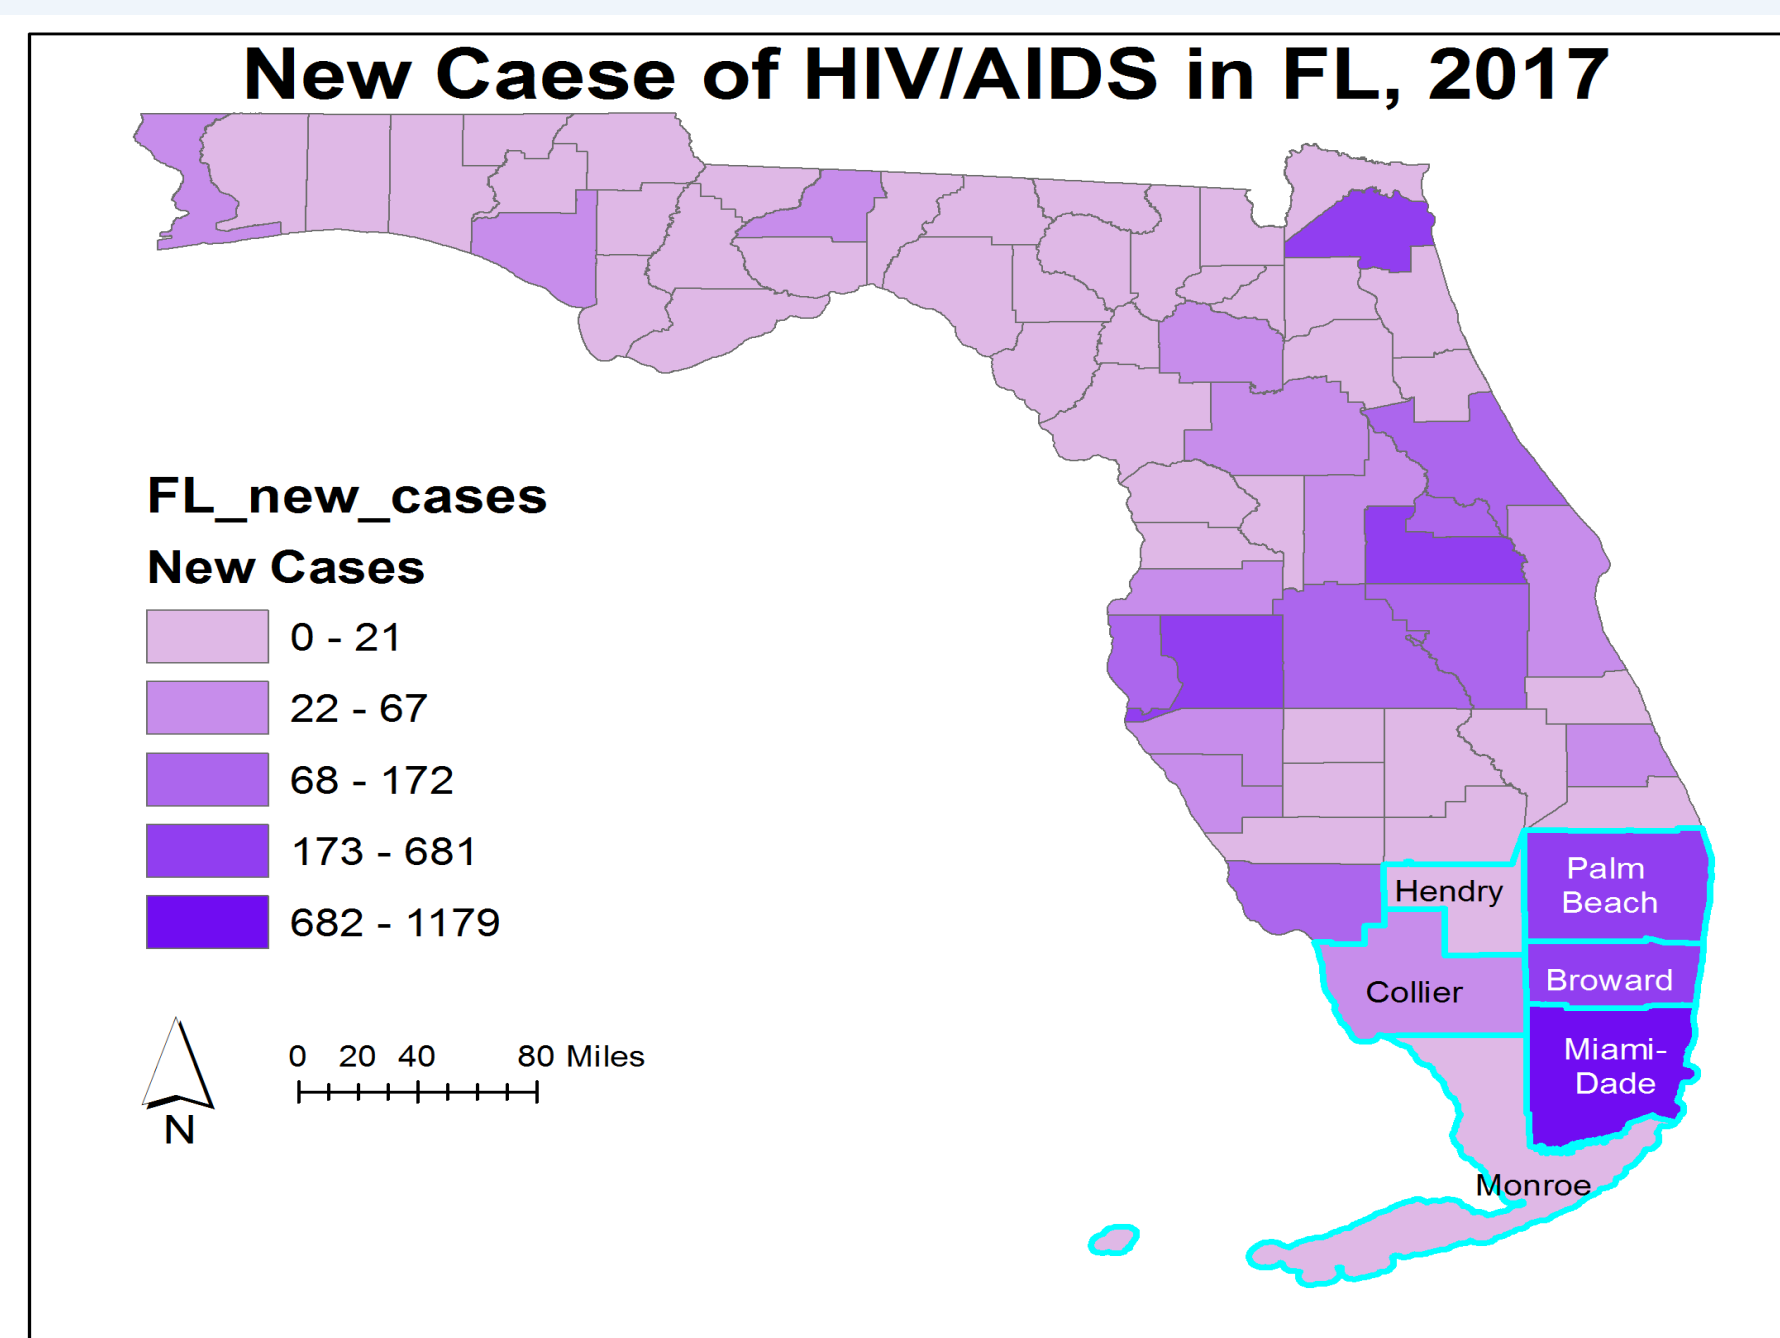 New Caese of HIV/AIDS in FL, 2017
FL_new_cases
New Cases
0 - 21
22 - 67
68 - 172
173 - 681
682 - 1179
Palm
Beach
Hendry
Broward
Collier
Miami-
Dade
Monroe
0 20 40 80 Miles
N